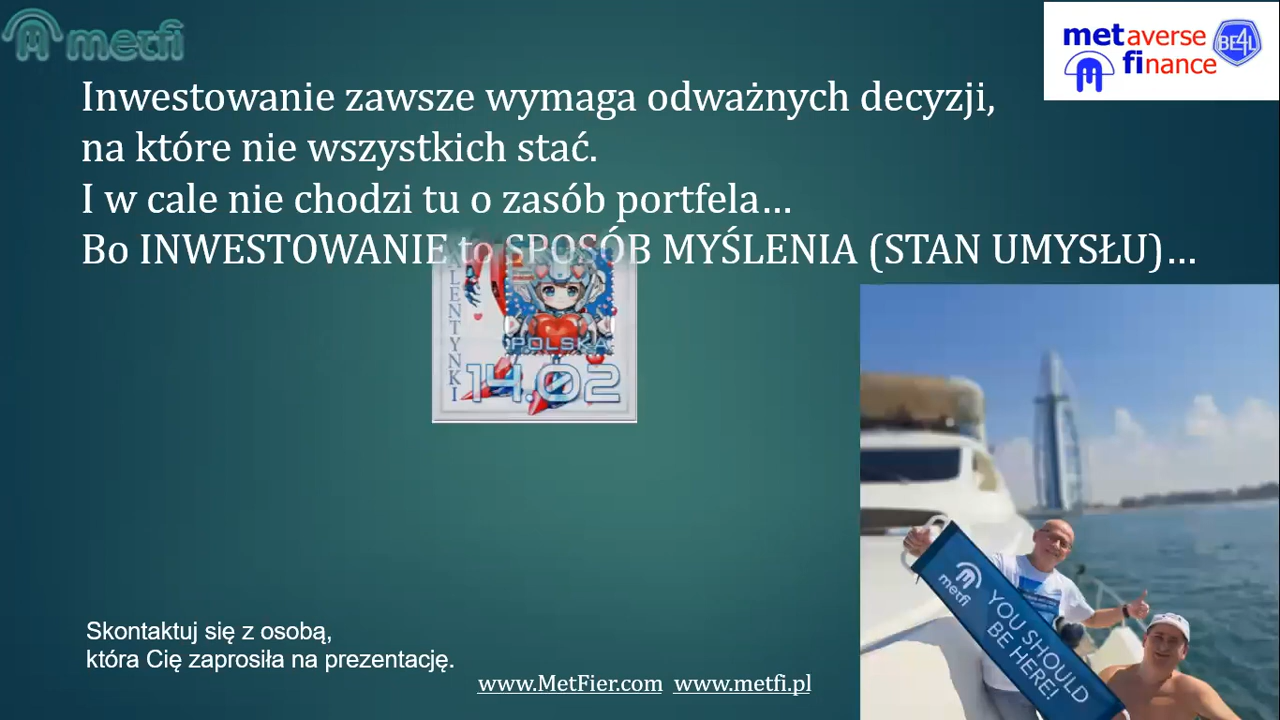 metfi
metaverse
finance
BE4L
Inwestowanie zawsze wymaga odważnych decyzji,
na które nie wszystkich stać.
I w cale nie chodzi tu o zasób portfela...
Bo INWESTOWANIE to SPOSÓB MYŚLENIA (STAN UMYSŁU)...
LENTYNKI
POLSKA
14.02
metfi
YOU SHOULD
BE HERE!
Skontaktuj się z osobą,
która Cię zaprosiła na prezentację.
www.MetFier.com www.metfi.pl